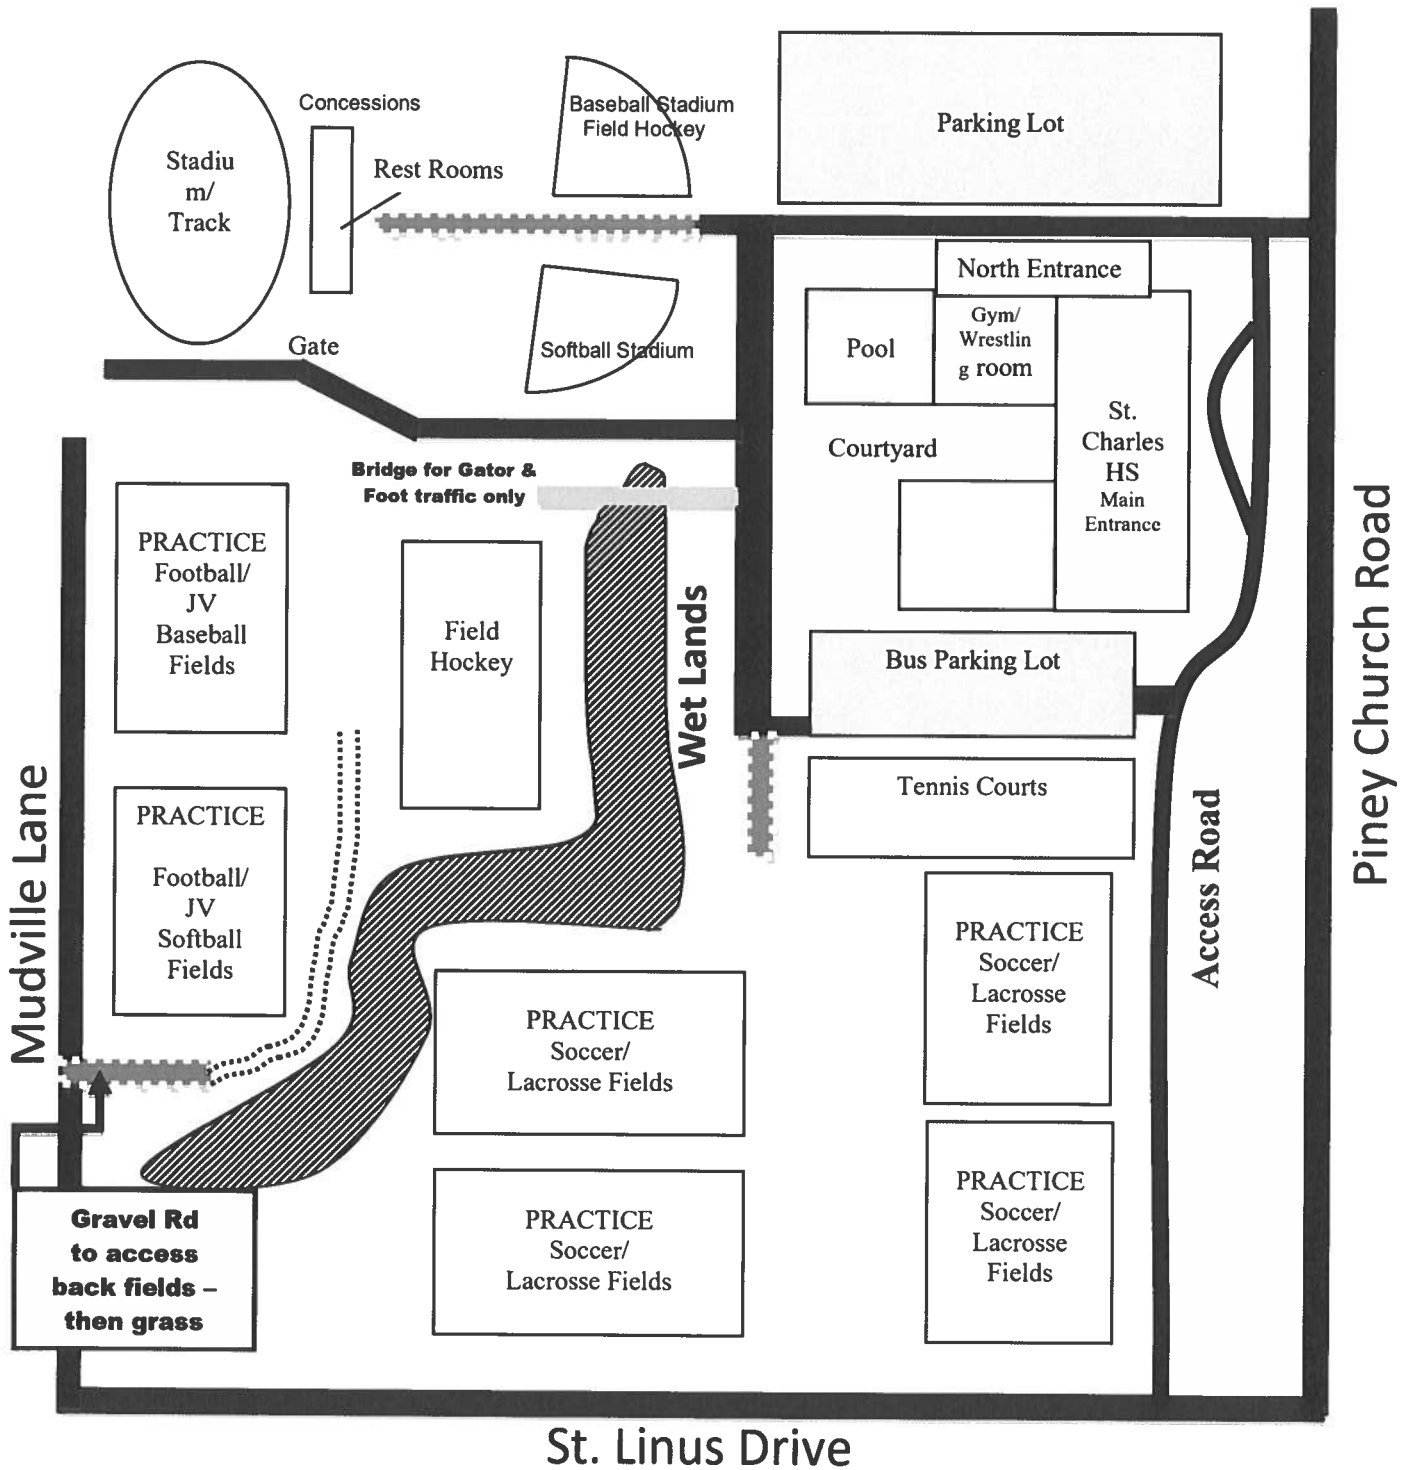 Concessions
Baseball Stadium
Field Hockey
Parking Lot
Stadiu
m/
Track
Rest Rooms
North Entrance
Gym/
Wrestlin
g room
Pool
Gate
Softball Stadium
St.
Charles
HS
Main
Entrance
Courtyard
Bridge for Gator &
Foot traffic only
PRACTICE
Football/
JV
Baseball
Fields
Field
Hockey
Wet Lands
Bus Parking Lot
Piney Church Road
Tennis Courts
Mudville Lane
PRACTICE
Football/
JV
Softball
Fields
Access Road
PRACTICE
Soccer/
Lacrosse
Fields
PRACTICE
Soccer/
Lacrosse Fields
PRACTICE
Soccer/
Lacrosse
Fields
PRACTICE
Soccer/
Lacrosse Fields
Gravel Rd
to access
back fields –
then grass
St. Linus Drive